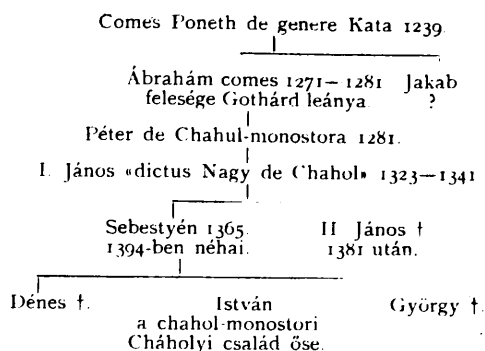 Comes Poneth de genere Kata 1239
Ábrahám comes 1271—1281 Jakab
felesége Gothárd leánya. ?
Péter de Chahul-monostora 1281.
I. János «dictus Nagy de Chahol» 1323—1341
Sebestyén 1365. II János †
1394-ben néhai. 1381 után.
Dénes †. István György †.
a chahol-monostori
Cháholyi család őse.